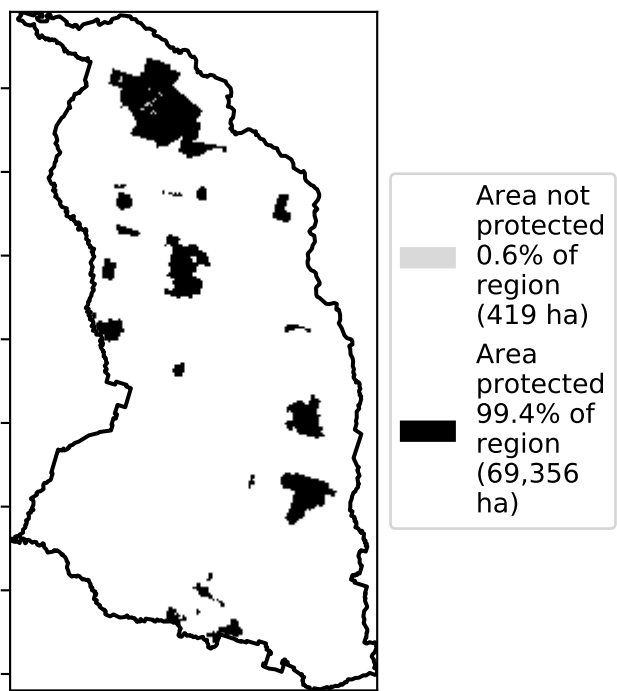 Area not
protected
0.6% of
region
(419 ha)
Area
protected
99.4% of
region
(69,356
ha)